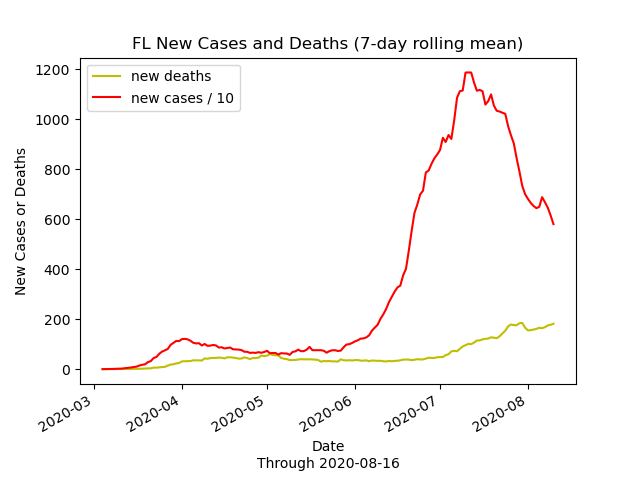 FL New Cases and Deaths (7-day rolling mean)
new deaths
new cases / 10
1200
1000
800
600
400
200
0
New Cases or Deaths
2020-03
2020-04
2020-05
2020-06
2020-07
2020-08
Date
Through 2020-08-16